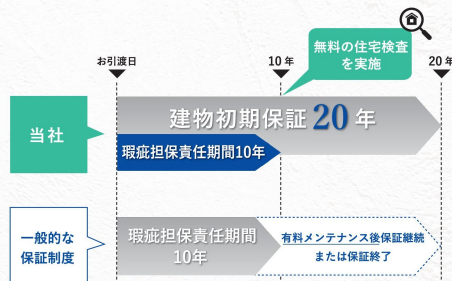 無料の住宅検査
を実施
お引渡日
10年
20年
当社
建物初期保証20年
瑕疵担保責任期間10年
一般的な
保証制度
瑕疵担保責任期間
10年
有料メンテナンス後保証継続
または保証終了